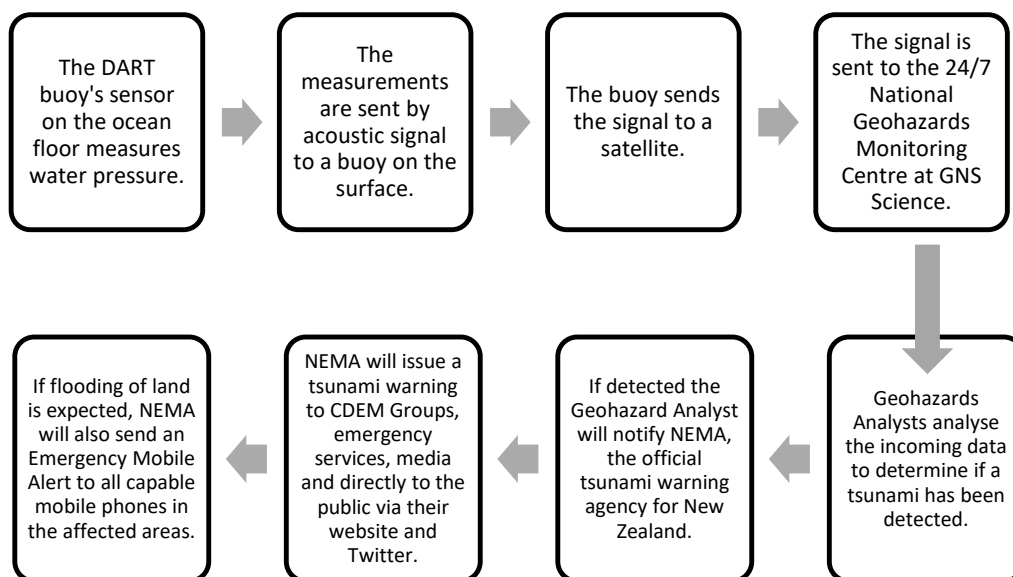 The DART
buoy's sensor
on the ocean
floor measures
water pressure.
The
measurements
are sent by
acoustic signal
to a buoy on the
surface.
The buoy sends
the signal to a
satellite.
The signal is
sent to the 24/7
National
Geohazards
Monitoring
Centre at GNS
Science.
Geohazards
Analysts analyse
the incoming data
to determine if a
tsunami has been
detected.
If detected the
Geohazard Analyst
will notify NEMA,
the official
tsunami warning
agency for New
Zealand.
NEMA will issue a
tsunami warning
to CDEM Groups,
emergency
services, media
and directly to the
public via their
website and
Twitter.
If flooding of land
is expected, NEMA
will also send an
Emergency Mobile
Alert to all capable
mobile phones in
the affected areas.